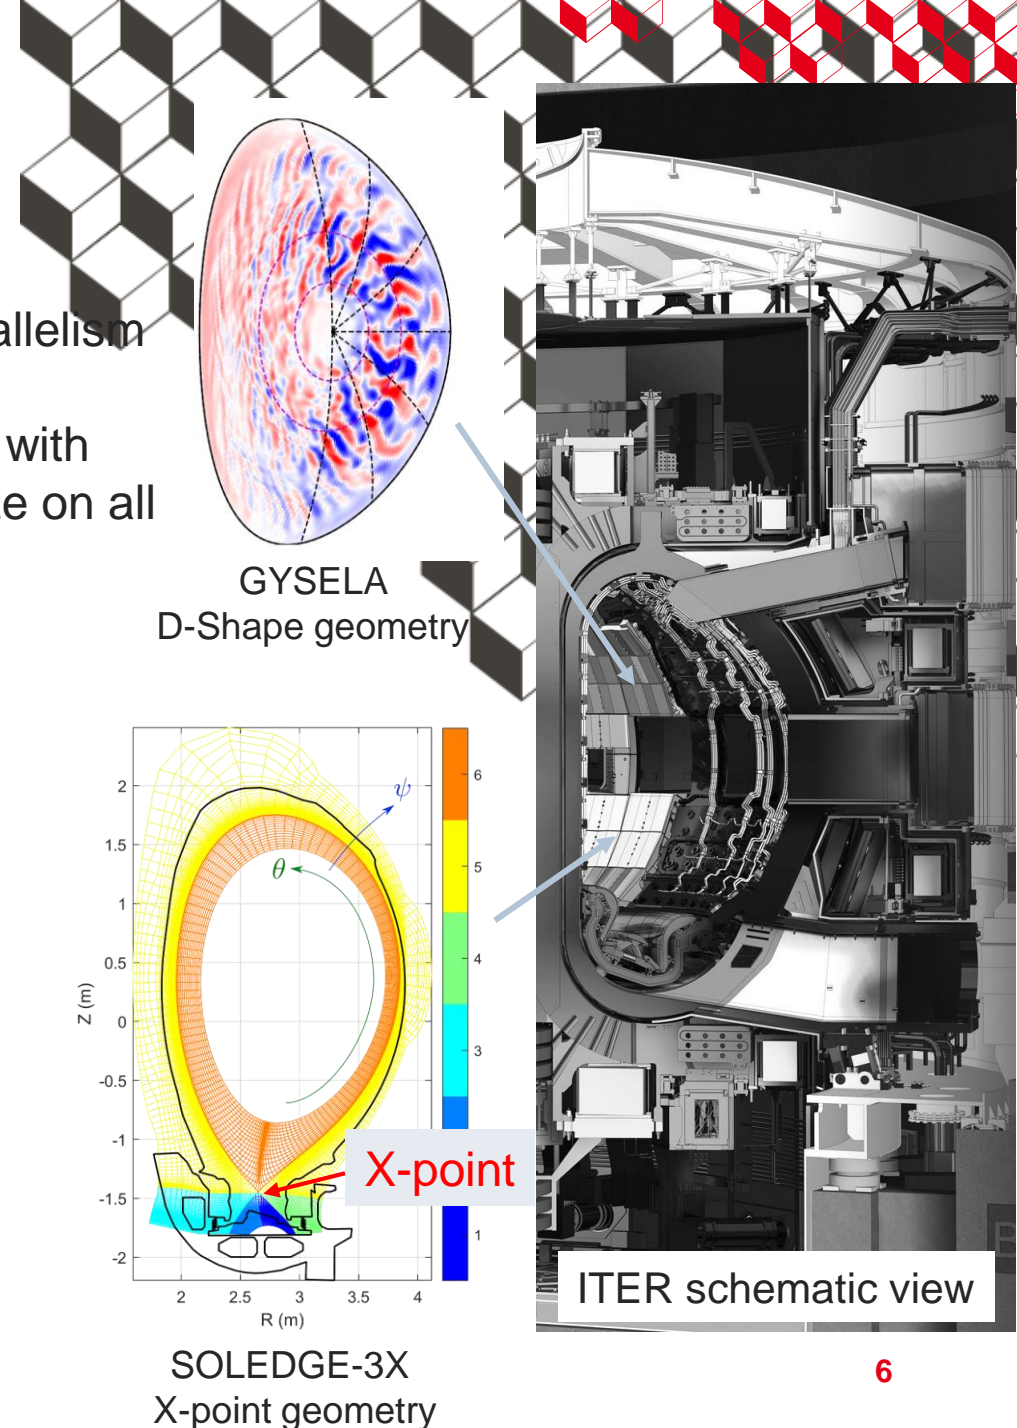 allelism
with
e on all
GYSELA
D-Shape geometry
ψ
θ
2
1.5
1
0.5
0
-0.5
-1
-1.5
-2
Z (m)
2
2.5
3
3.5
4
R (m)
6
5
4
3
1
X-point
SOLEDGE-3X
X-point geometry
ITER schematic view
6